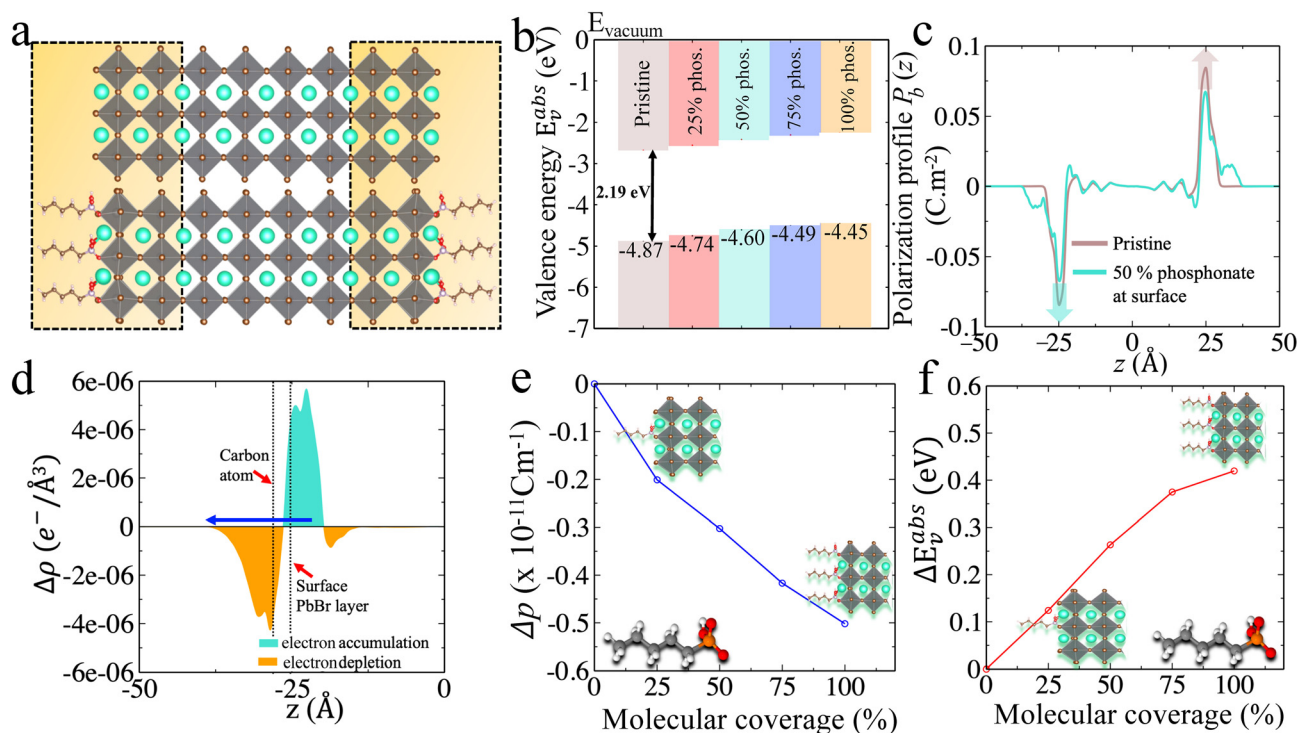 a
b
E_vacuum
Valence energy E_v^abs (eV)
0
-1
-2
-3
-4
-5
-6
-7
Pristine
25% phos.
50% phos.
75% phos.
100% phos.
2.19 eV
-4.87
-4.74
-4.60
-4.49
-4.45
c
Polarization profile P_b(z)
(C.m⁻²)
0.1
0.05
0
-0.05
-0.1
Pristine
50 % phosphonate
at surface
−50
−25
0
25
50
z (Å)
d
Δρ (e⁻/Å³)
6e-06
4e-06
2e-06
0
-2e-06
-4e-06
-6e-06
Carbon
atom
Surface
PbBr layer
electron accumulation
electron depletion
-50
-25
0
z (Å)
e
Δp (x 10⁻¹¹Cm⁻¹)
0
-0.1
-0.2
-0.3
-0.4
-0.5
-0.6
0
25
50
75
100
Molecular coverage (%)
f
ΔE_v^abs (eV)
0.6
0.5
0.4
0.3
0.2
0.1
0
0
25
50
75
100
Molecular coverage (%)